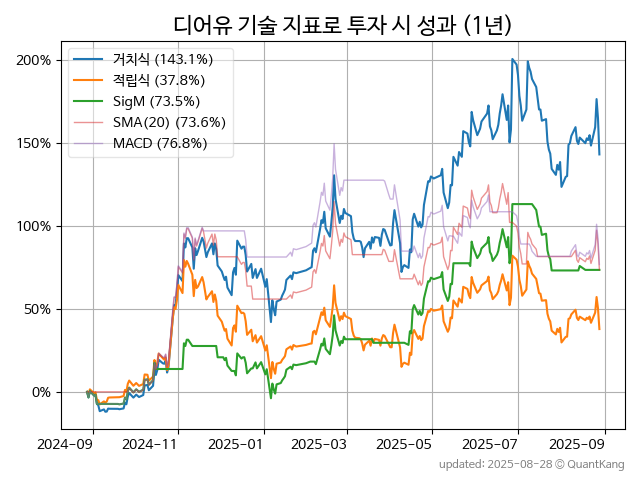 디어유 기술 지표로 투자 시 성과 (1년)
거치식 (143.1%)
적립식 (37.8%)
SigM (73.5%)
SMA(20) (73.6%)
MACD (76.8%)
200%
150%
100%
50%
0%
2024-09 2024-11 2025-01 2025-03 2025-05 2025-07 2025-09
updated: 2025-08-28 © QuantKang